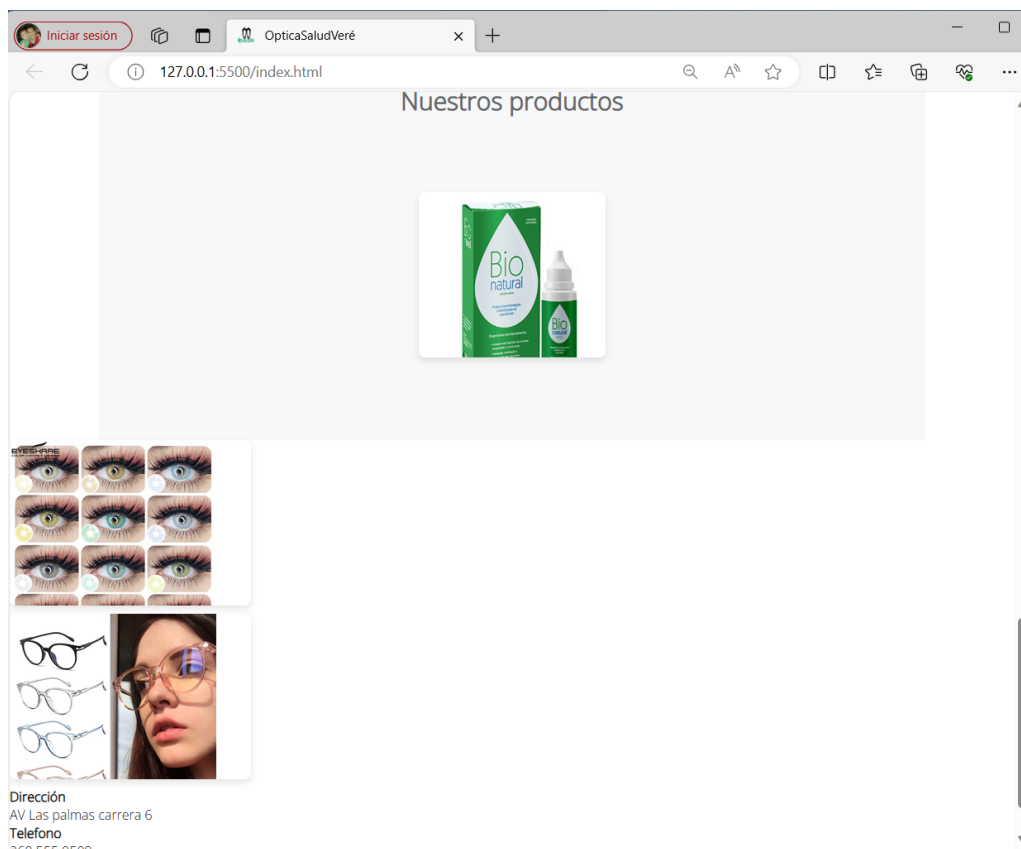 Iniciar sesión
OpticaSaludVeré
127.0.0.1:5500/index.html
Nuestros productos
Bio
natural
Bio
natural
EYESHARE
Dirección
AV Las palmas carrera 6
Telefono